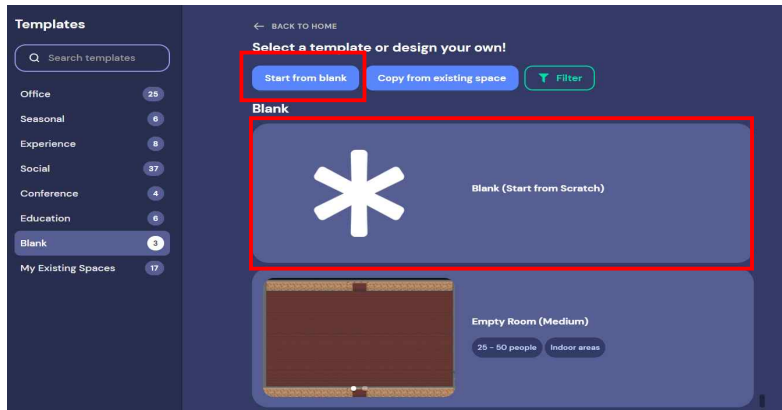 Templates
Search templates
Office 25
Seasonal 6
Experience 8
Social 37
Conference 4
Education 6
Blank 3
My Existing Spaces 17
← BACK TO HOME
Select a template or design your own!
Start from blank Copy from existing space Filter
Blank
Blank (Start from Scratch)
Empty Room (Medium)
25 - 50 people Indoor areas